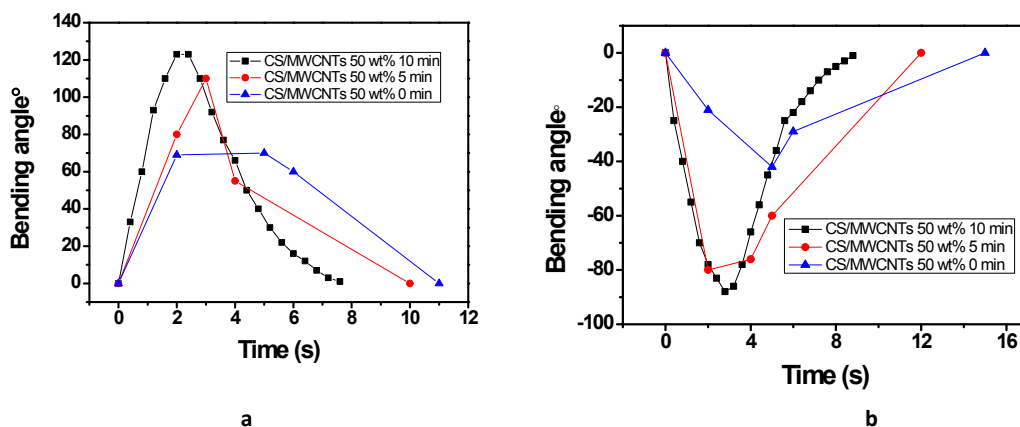 140
120
100
80
60
40
20
0
Bending angle°
CS/MWCNTs 50 wt% 10 min
CS/MWCNTs 50 wt% 5 min
CS/MWCNTs 50 wt% 0 min
0 2 4 6 8 10 12
Time (s)
a
0
-20
-40
-60
-80
-100
Bending angle°
CS/MWCNTs 50 wt% 10 min
CS/MWCNTs 50 wt% 5 min
CS/MWCNTs 50 wt% 0 min
0 4 8 12 16
Time (s)
b